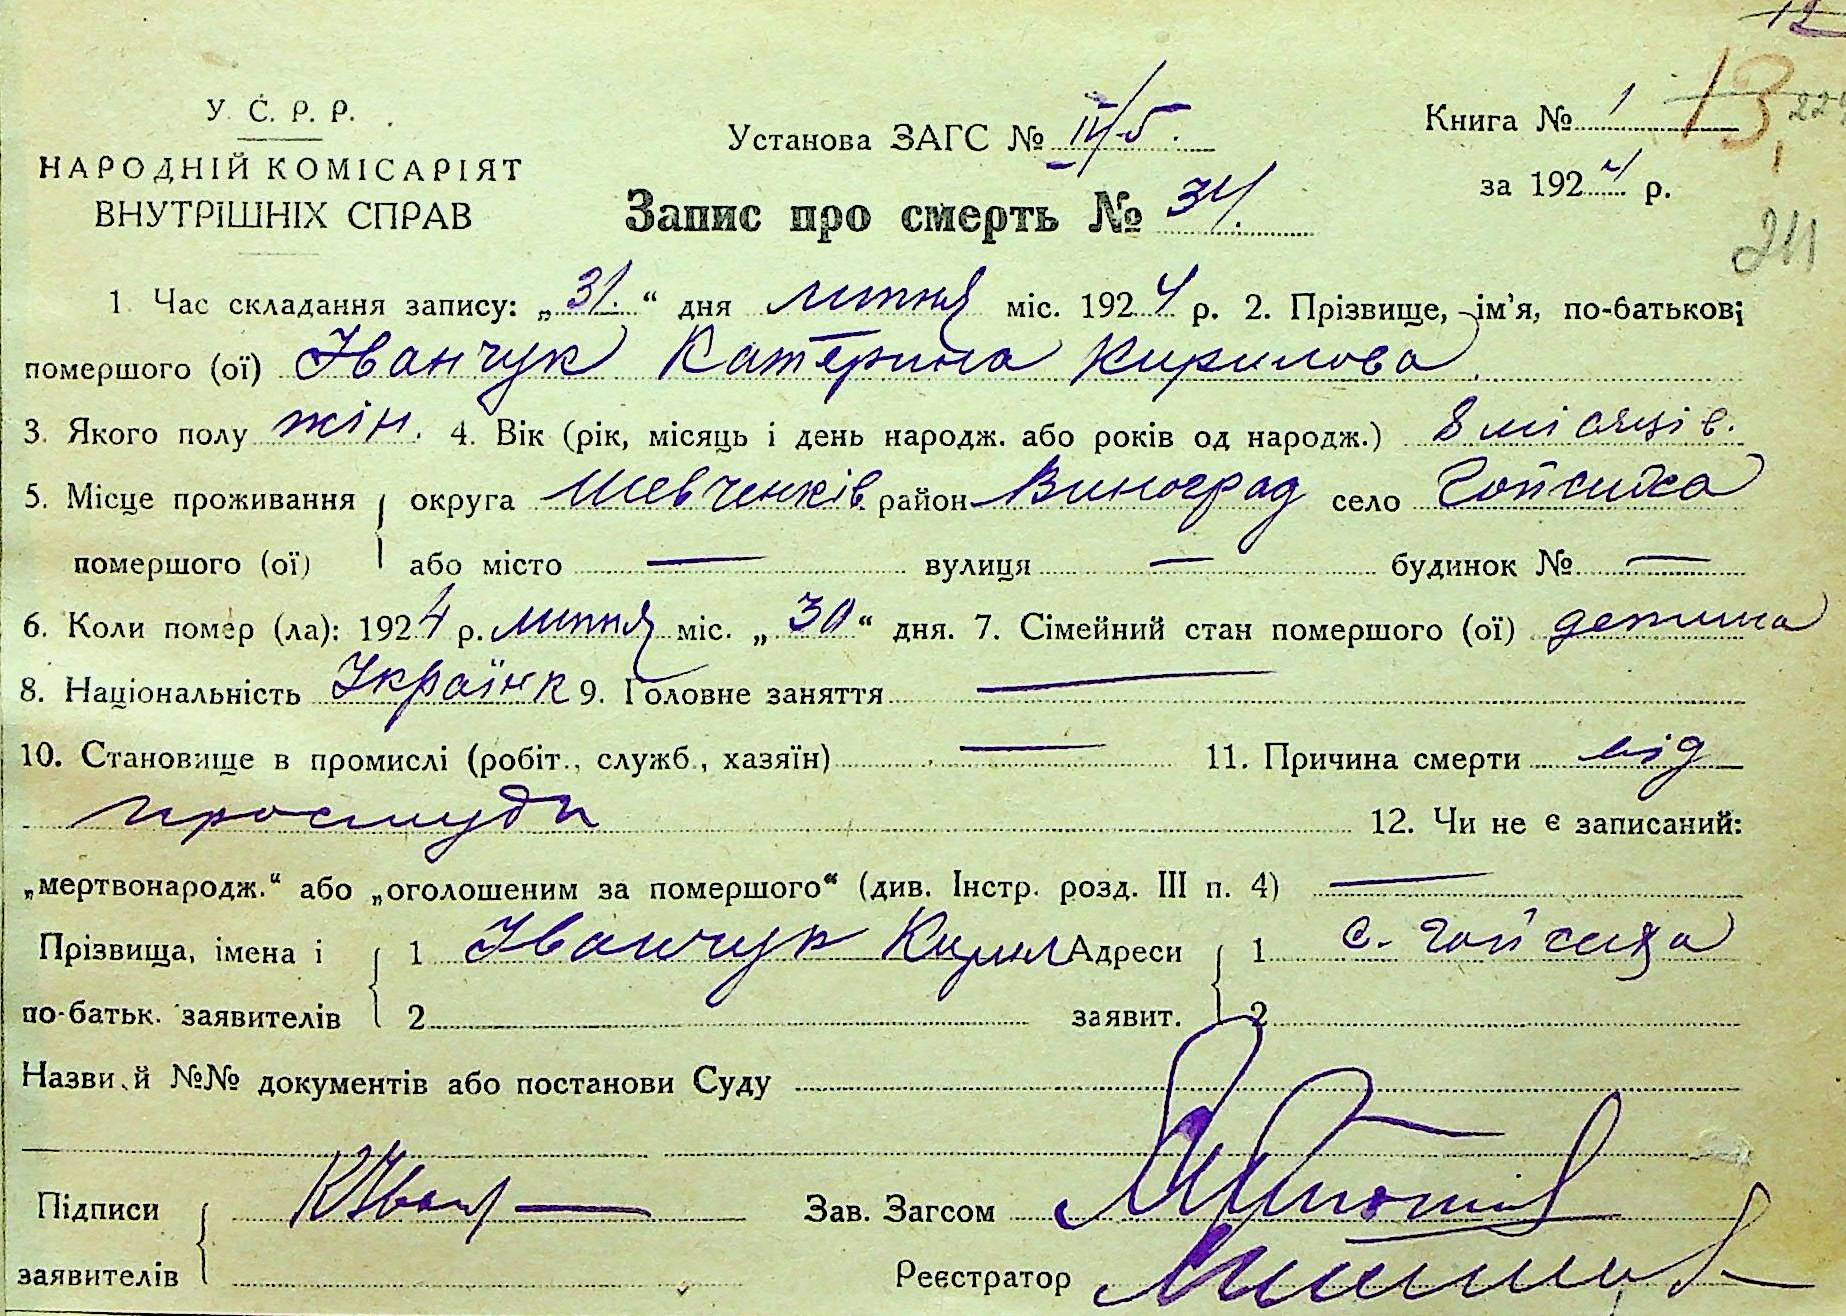 12
У. С. Р. Р.
НАРОДНІЙ КОМІСАРІЯТ
ВНУТРІШНІХ СПРАВ
Установа ЗАГС № IV/5.
Запис про смерть № 34.
Книга № 1
13
за 1924 р.
241
1. Час складання запису: „31.“ дня липня міс. 1924 р. 2. Прізвище, ім'я, по-батькові
помершого (ої) Іванчук Катерина Кирилова
3. Якого полу жін. 4. Вік (рік, місяць і день народж. або років од народж.) 8 місяців.
5. Місце проживання округа Шевченків. район Виноград село
помершого (ої) або місто — вулиця — будинок № —
6. Коли помер (ла): 1924 р. липня міс. „30“ дня. 7. Сімейний стан помершого (ої) детина
8. Національність Українк 9. Головне заняття —
10. Становище в промислі (робіт., служб., хазяїн) — 11. Причина смерти від
простуди
12. Чи не є записаний:
„мертвонародж.“ або „оголошеним за помершого“ (див. Інстр. розд. III п. 4) —
Прізвища, імена і 1 Іванчук Кирил Адреси 1 с.
по-батьк. заявителів 2 заявит. 2
Назви й №№ документів або постанови Суду
Підписи КІван—
Зав. Загсом
заявителів
Реєстратор